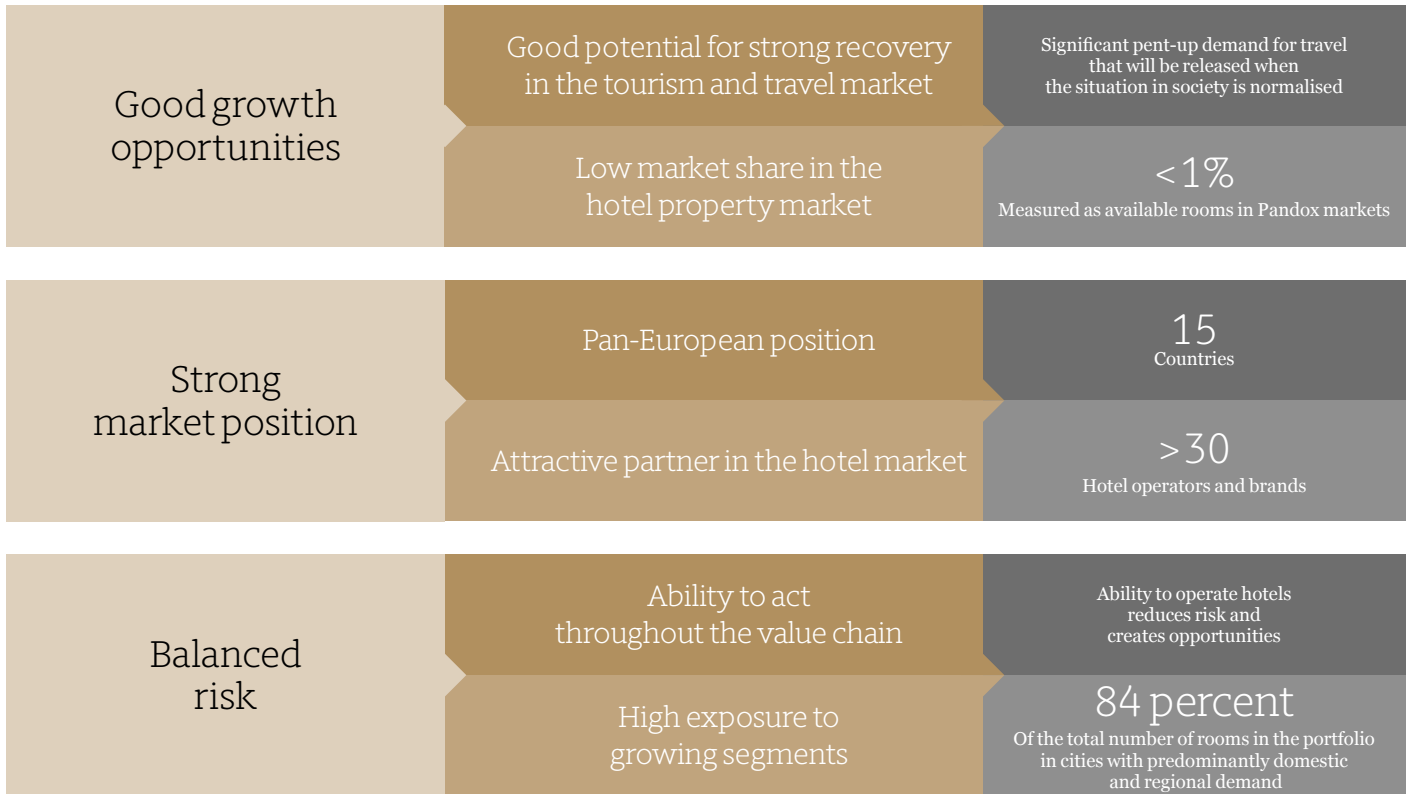 Good growth
opportunities
Good potential for strong recovery
in the tourism and travel market
Significant pent-up demand for travel
that will be released when
the situation in society is normalised
Low market share in the
hotel property market
<1%
Measured as available rooms in Pandox markets
Strong
market position
Pan-European position
15
Countries
Attractive partner in the hotel market
>30
Hotel operators and brands
Balanced
risk
Ability to act
throughout the value chain
Ability to operate hotels
reduces risk and
creates opportunities
High exposure to
growing segments
84 percent
Of the total number of rooms in the portfolio
in cities with predominantly domestic
and regional demand